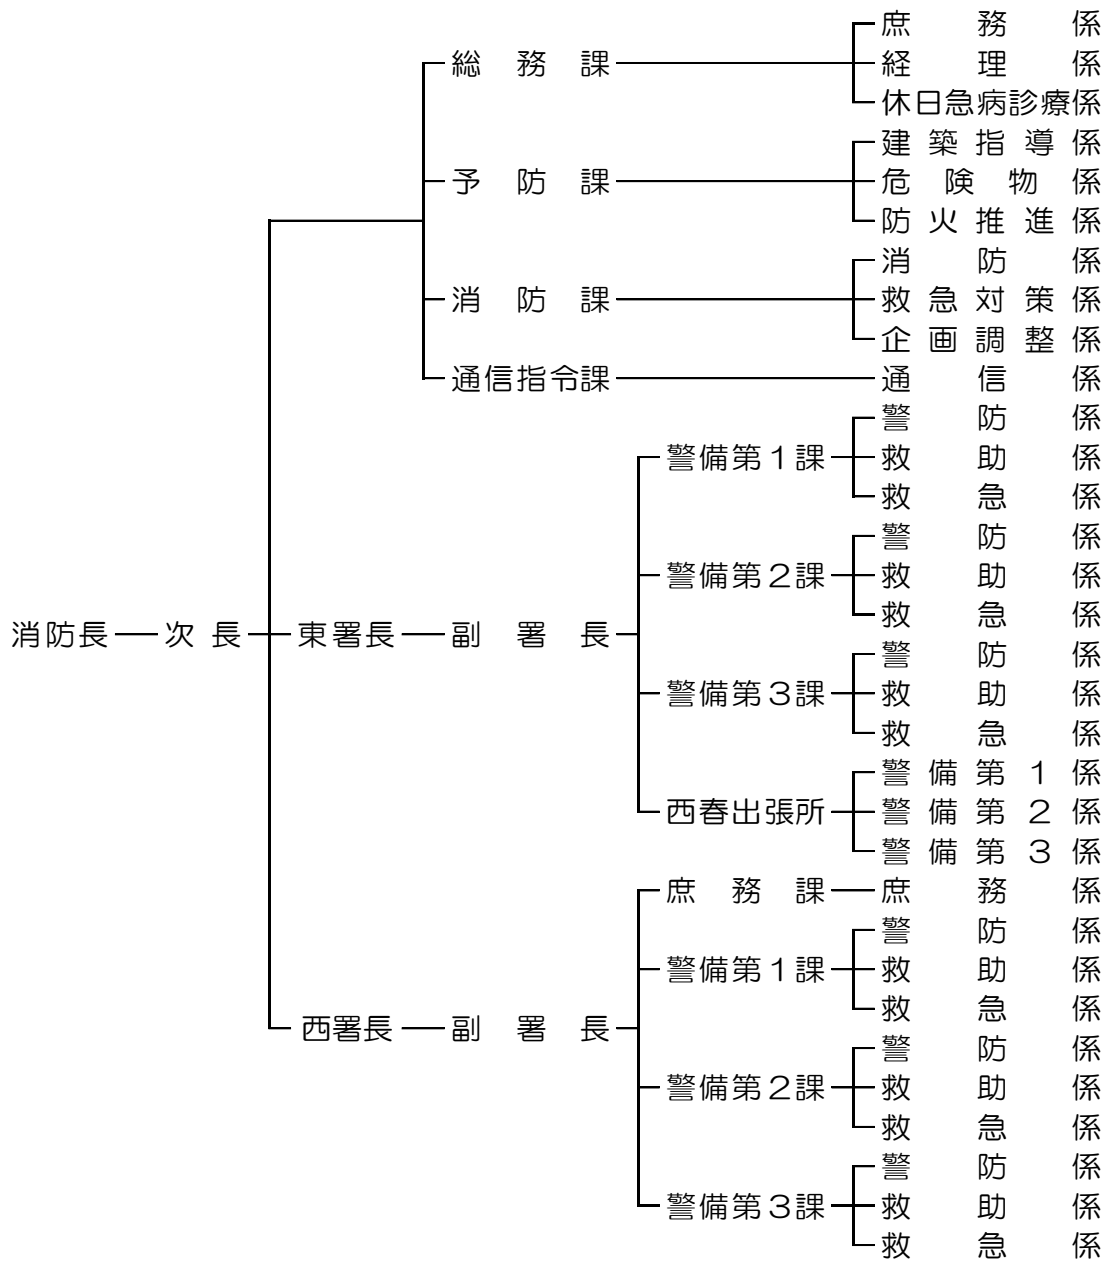 庶務係
総務課 経理係
休日急病診療係
建築指導係
予防課 危険物係
防火推進係
消防係
消防課 救急対策係
企画調整係
通信指令課 通信係
警防係
警備第1課 救助係
救急係
警防係
警備第2課 救助係
救急係
消防長 次長 東署長 副署長
警防係
警備第3課 救助係
救急係
警備第1係
西春出張所 警備第2係
警備第3係
庶務課 庶務係
警防係
警備第1課 救助係
救急係
西署長 副署長
警防係
警備第2課 救助係
救急係
警防係
警備第3課 救助係
救急係